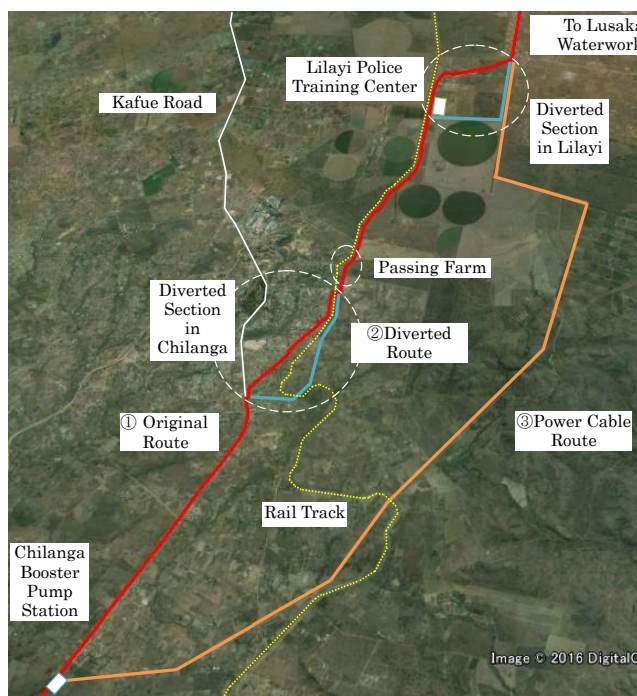 To Lusaka
Waterwork
Lilayi Police
Training Center
Kafue Road
Diverted
Section
in Lilayi
Passing Farm
Diverted
Section
in
Chilanga
②Diverted
Route
① Original
Route
③Power Cable
Route
Rail Track
Chilanga
Booster
Pump
Station
Image © 2016 DigitalG